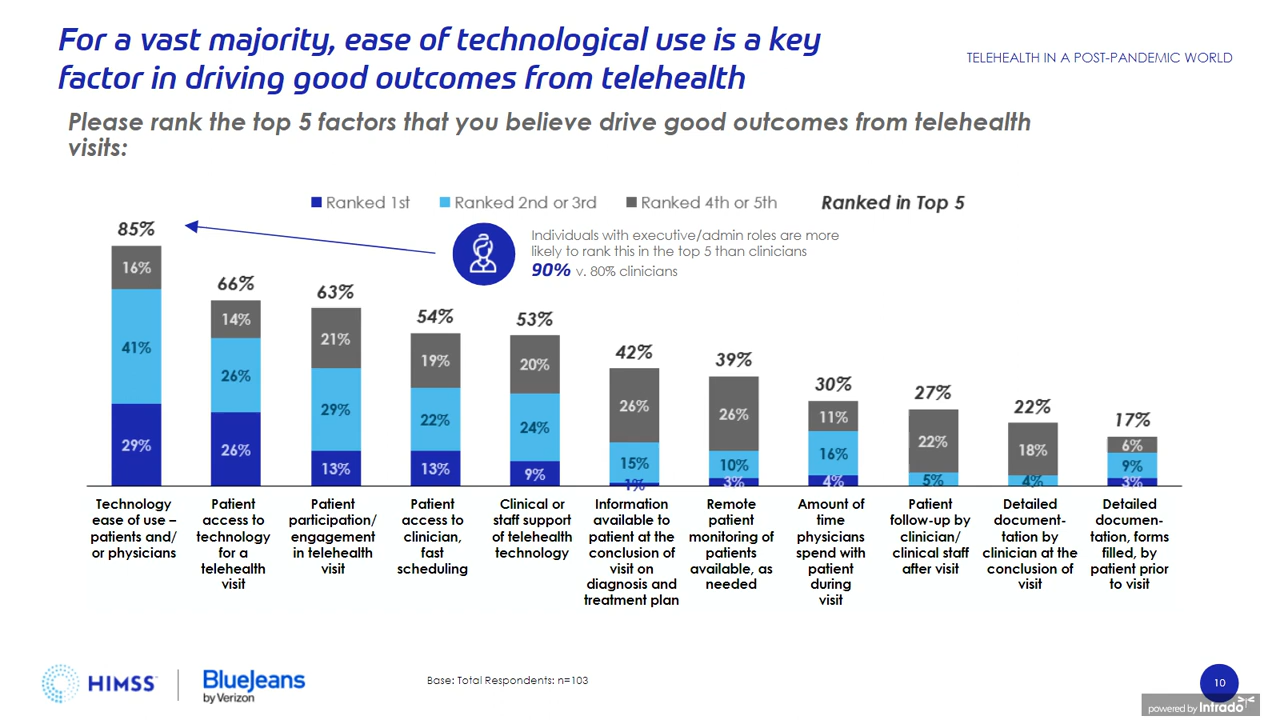 For a vast majority, ease of technological use is a key
factor in driving good outcomes from telehealth
TELEHEALTH IN A POST-PANDEMIC WORLD
Please rank the top 5 factors that you believe drive good outcomes from telehealth
visits:
Ranked 1st
Ranked 2nd or 3rd
Ranked 4th or 5th
Ranked in Top 5
Individuals with executive/admin roles are more
likely to rank this in the top 5 than clinicians
90% v. 80% clinicians
85%
16%
41%
29%
Technology
ease of use –
patients and/
or physicians
66%
14%
26%
26%
Patient
access to
technology
for a
telehealth
visit
63%
21%
29%
13%
Patient
participation/
engagement
in telehealth
visit
54%
19%
22%
13%
Patient
access to
clinician,
fast
scheduling
53%
20%
24%
9%
Clinical or
staff support
of telehealth
technology
42%
26%
15%
1%
Information
available to
patient at the
conclusion of
visit on
diagnosis and
treatment plan
39%
26%
10%
3%
Remote
patient
monitoring of
patients
available, as
needed
30%
11%
16%
4%
Amount of
time
physicians
spend with
patient
during
visit
27%
22%
5%
Patient
follow-up by
clinician/
clinical staff
after visit
22%
18%
4%
Detailed
document-
tation by
clinician at the
conclusion of
visit
17%
6%
9%
3%
Detailed
documen-
tation, forms
filled, by
patient prior
to visit
HIMSS
BlueJeans
by Verizon
Base: Total Respondents: n=103
10
powered by Intrado